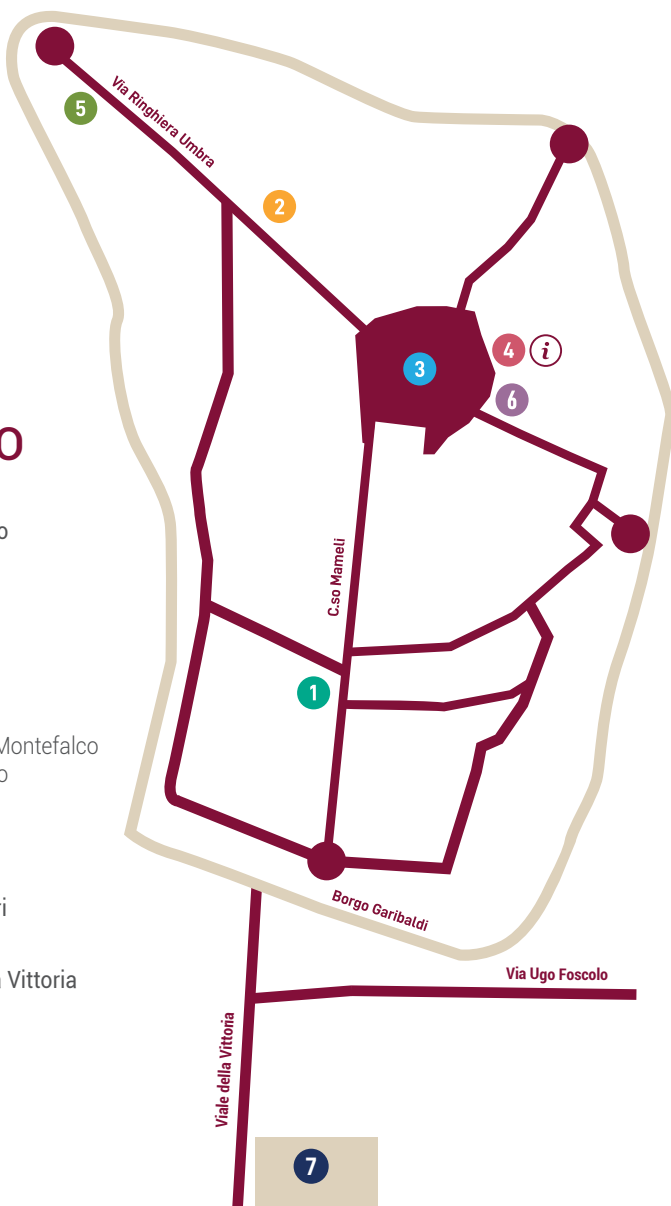 5
Via Ringhiera Umbra
2
3
4 i
6
o
o
C.so Mameli
1
Montefalco
o
ri
Borgo Garibaldi
a Vittoria
Via Ugo Foscolo
Viale della Vittoria
7